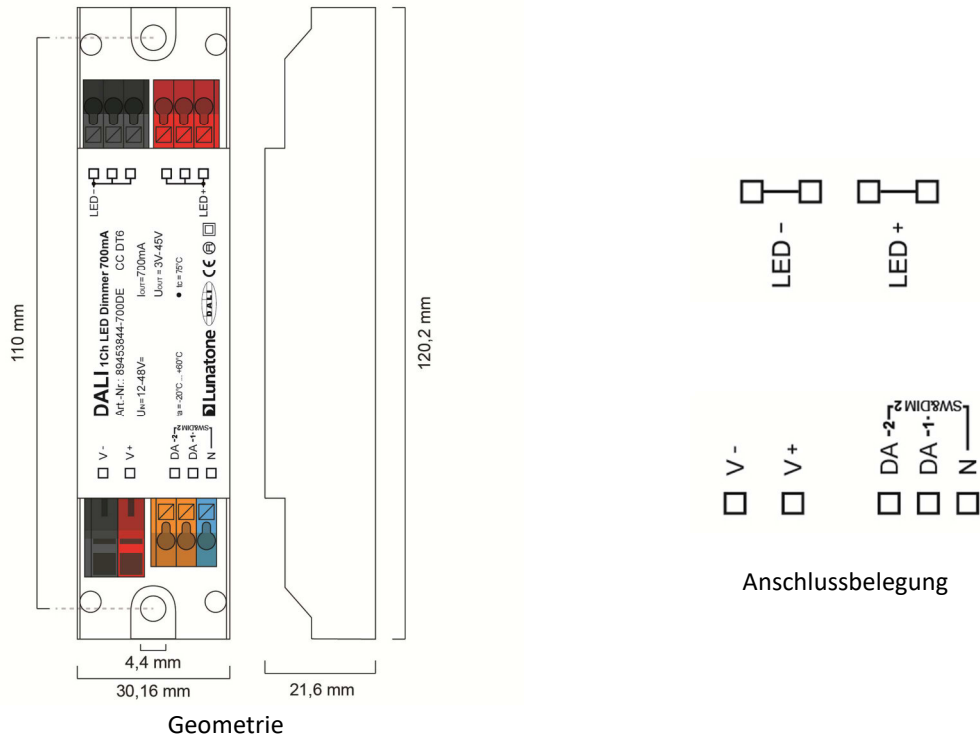 110 mm
LED -
LED +
DALI 1Ch LED Dimmer 700mA
Art.-Nr.: 89453844-700DE CC DT6
UIN=12-48V= IOUT=700mA
UOUT = 3V-45V
ta = -20°C ... +60°C ● tc = 75°C
Lunatone DALI CE
V -
V +
DA -2-
DA -1-
N
SW&DIM 2
4,4 mm
30,16 mm
21,6 mm
120,2 mm
Geometrie
LED -
LED +
V -
V +
DA -2-
DA -1-
N
SW&DIM 2
Anschlussbelegung